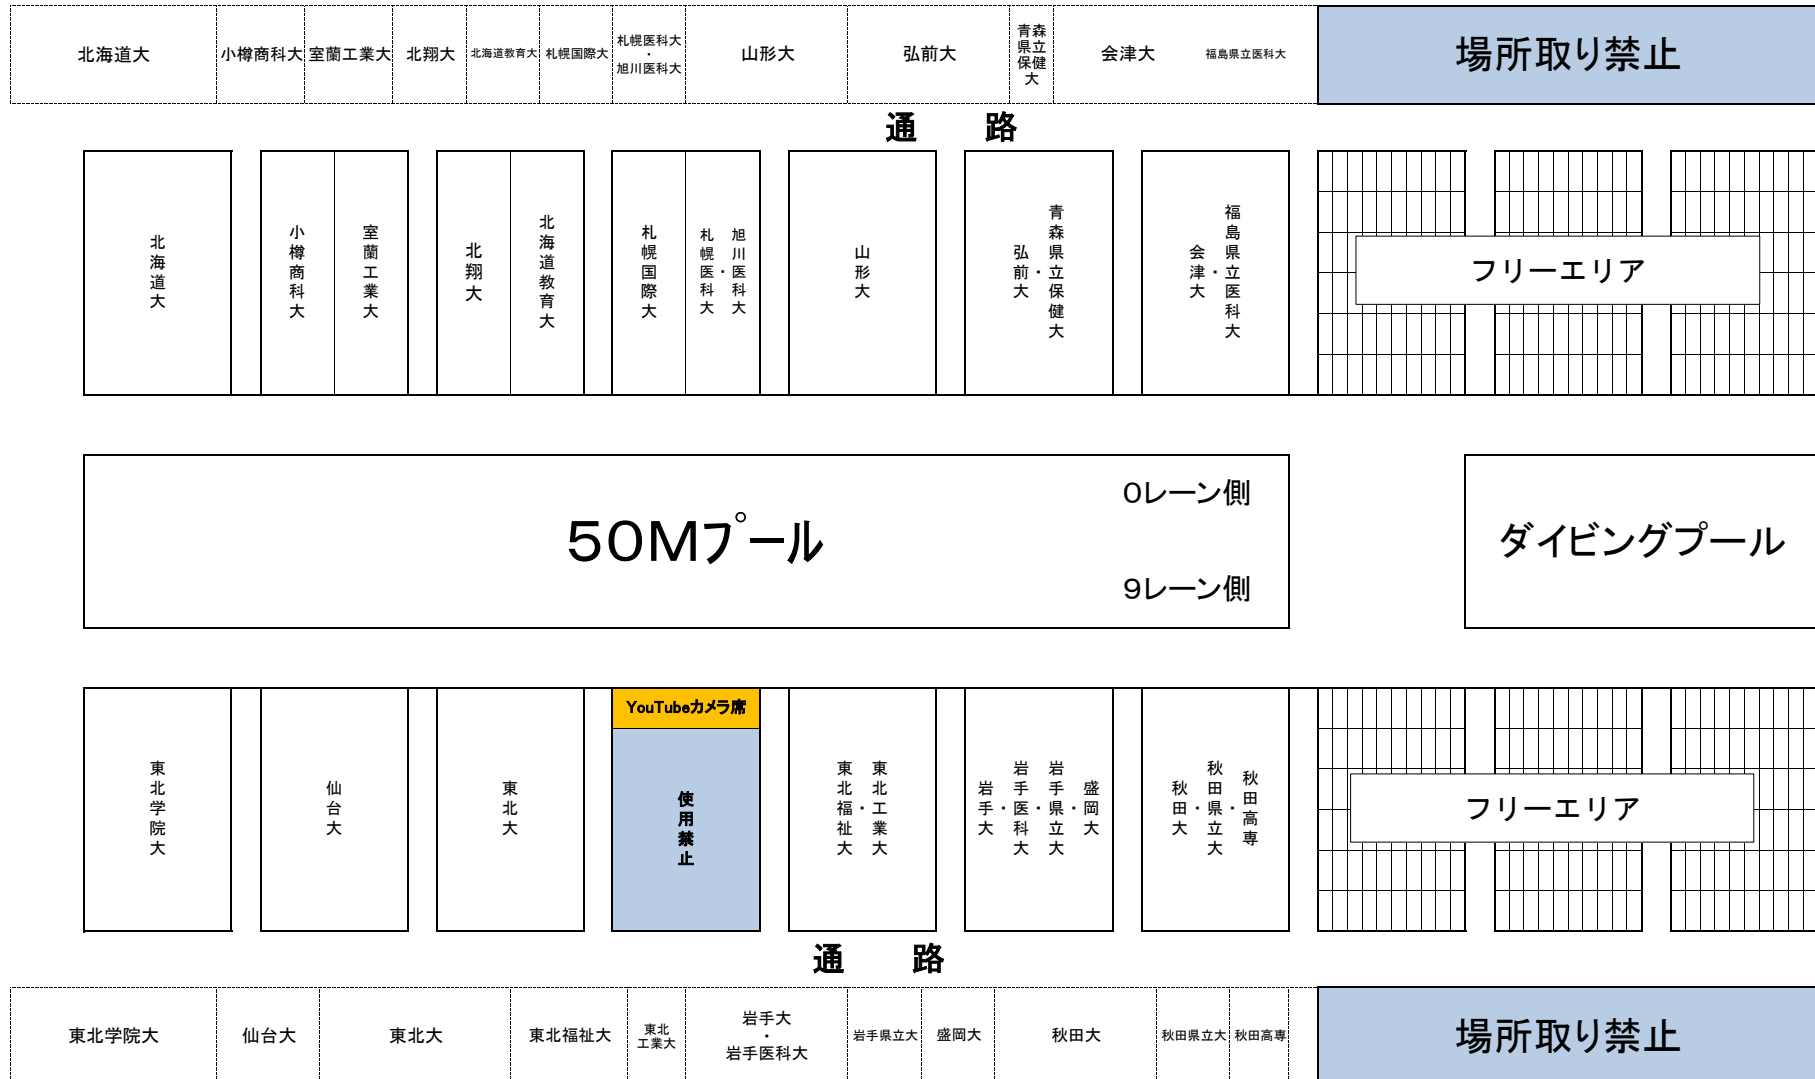 北海道大
小樽商科大
室蘭工業大
北翔大
北海道教育大
札幌国際大
札幌医科大
・
旭川医科大
山形大
弘前大
青森
県立
保健
大
会津大
福島県立医科大
場所取り禁止
通　路
北海道大
小樽商科大
室蘭工業大
北翔大
北海道教育大
札幌国際大
札幌医科大・旭川医科大
山形大
弘前大・青森県立保健大
会津大・福島県立医科大
フリーエリア
50Mプール
0レーン側
9レーン側
ダイビングプール
東北学院大
仙台大
東北大
YouTubeカメラ席
使用禁止
東北福祉大・東北工業大
岩手大・岩手医科大・岩手県立大・盛岡大
秋田大・秋田県立大・秋田高専
フリーエリア
通　路
東北学院大
仙台大
東北大
東北福祉大
東北
工業大
岩手大
・
岩手医科大
岩手県立大
盛岡大
秋田大
秋田県立大
秋田高専
場所取り禁止